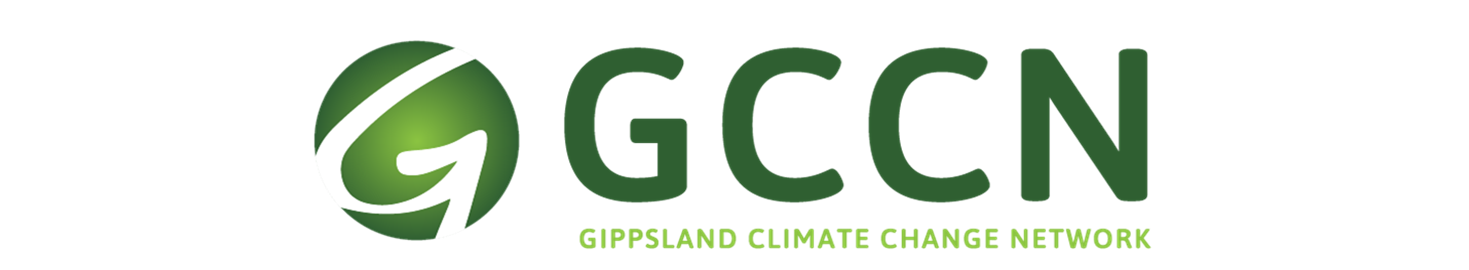 GCCN
GIPPSLAND CLIMATE CHANGE NETWORK